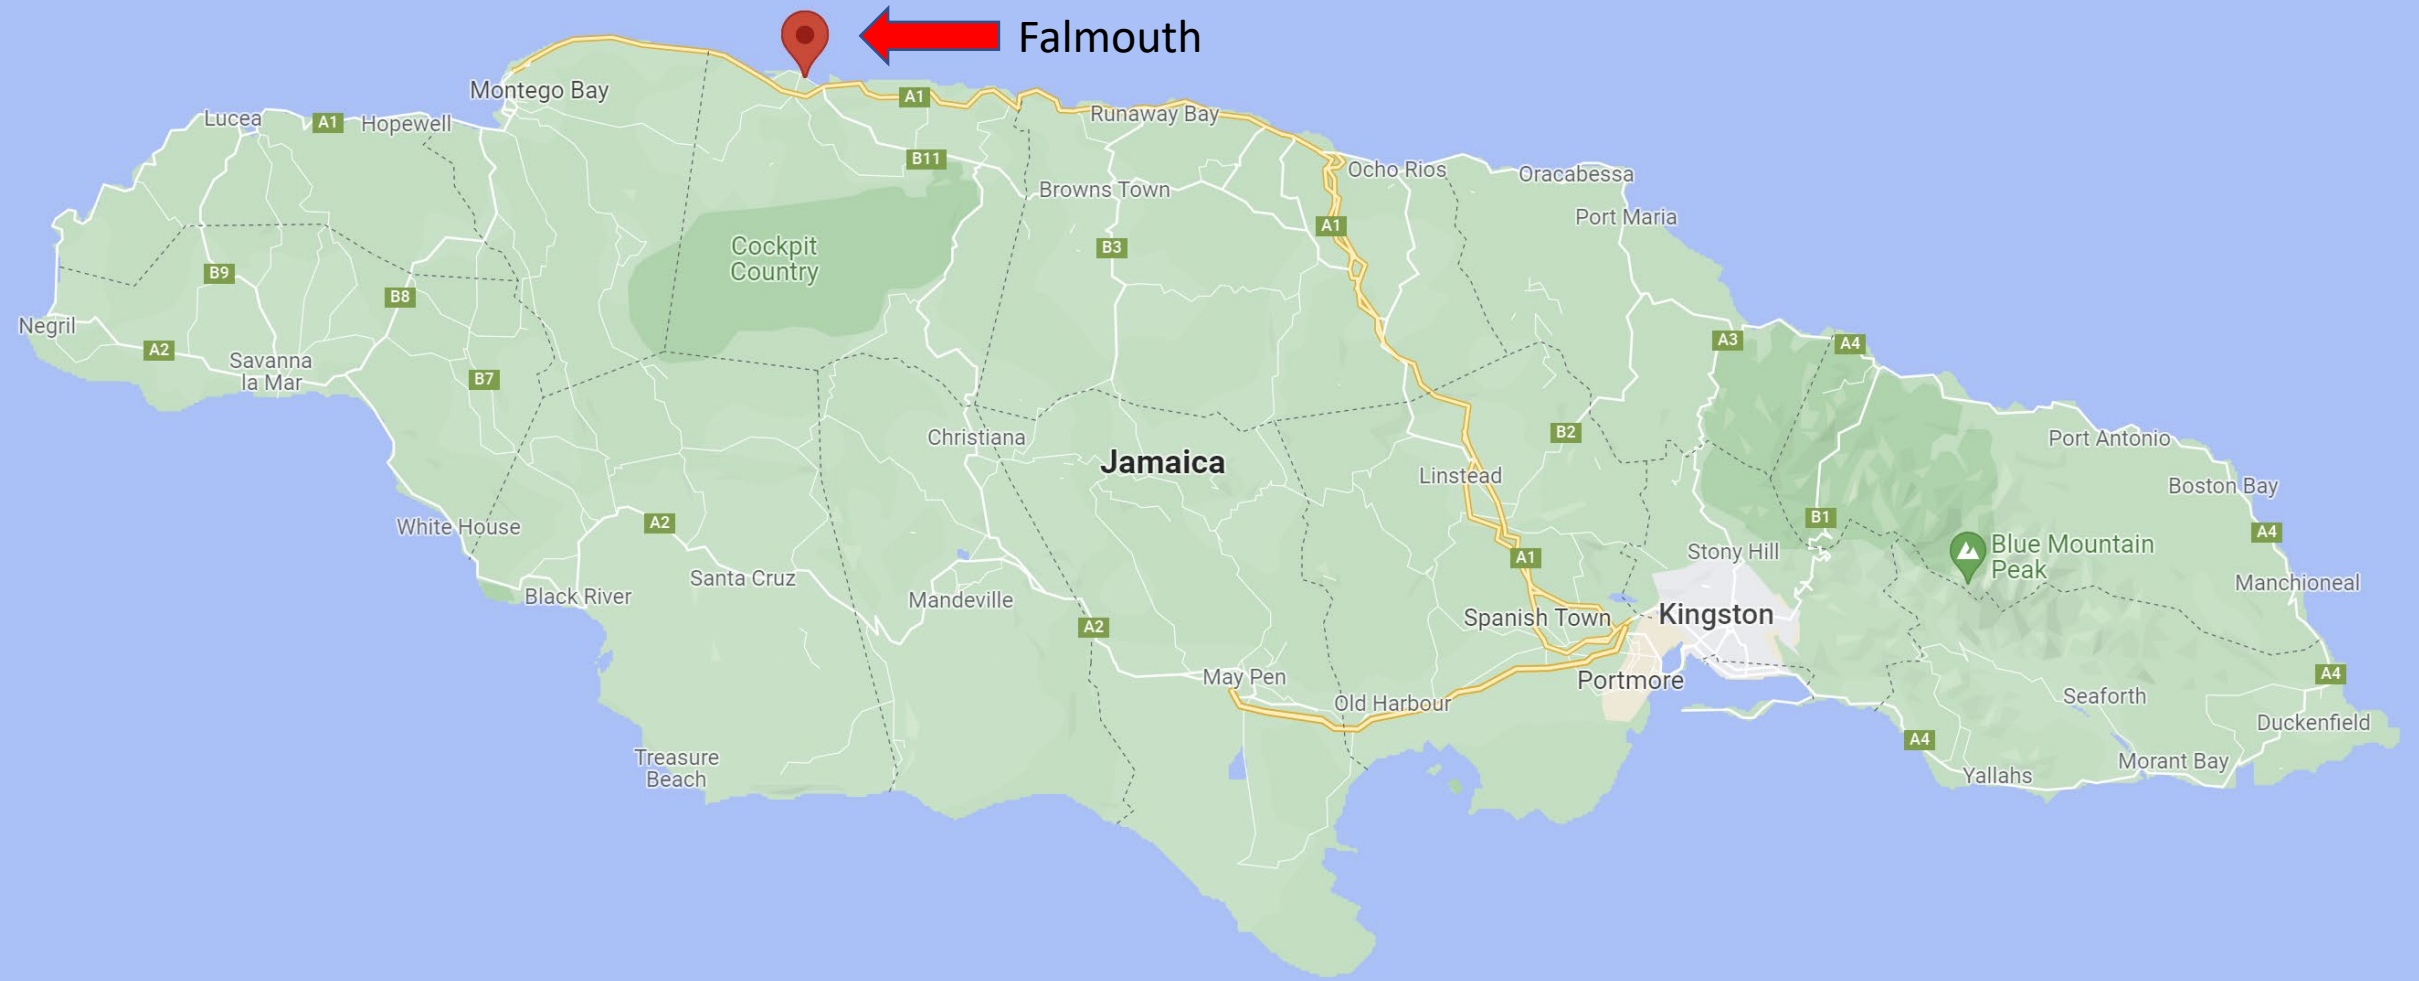 Falmouth
Montego Bay
Lucea
A1
Hopewell
A1
Runaway Bay
B11
Ocho Rios
Oracabessa
Browns Town
Port Maria
A1
Cockpit
Country
B3
B9
B8
Negril
A2
Savanna
la Mar
B7
A3
A4
Christiana
B2
Port Antonio
Jamaica
Linstead
Boston Bay
White House
A2
B1
A4
Stony Hill
Blue Mountain
Peak
A1
Santa Cruz
Manchioneal
Black River
Mandeville
Spanish Town
Kingston
A2
May Pen
Portmore
A4
Old Harbour
Seaforth
Duckenfield
A4
Treasure
Beach
Yallahs
Morant Bay